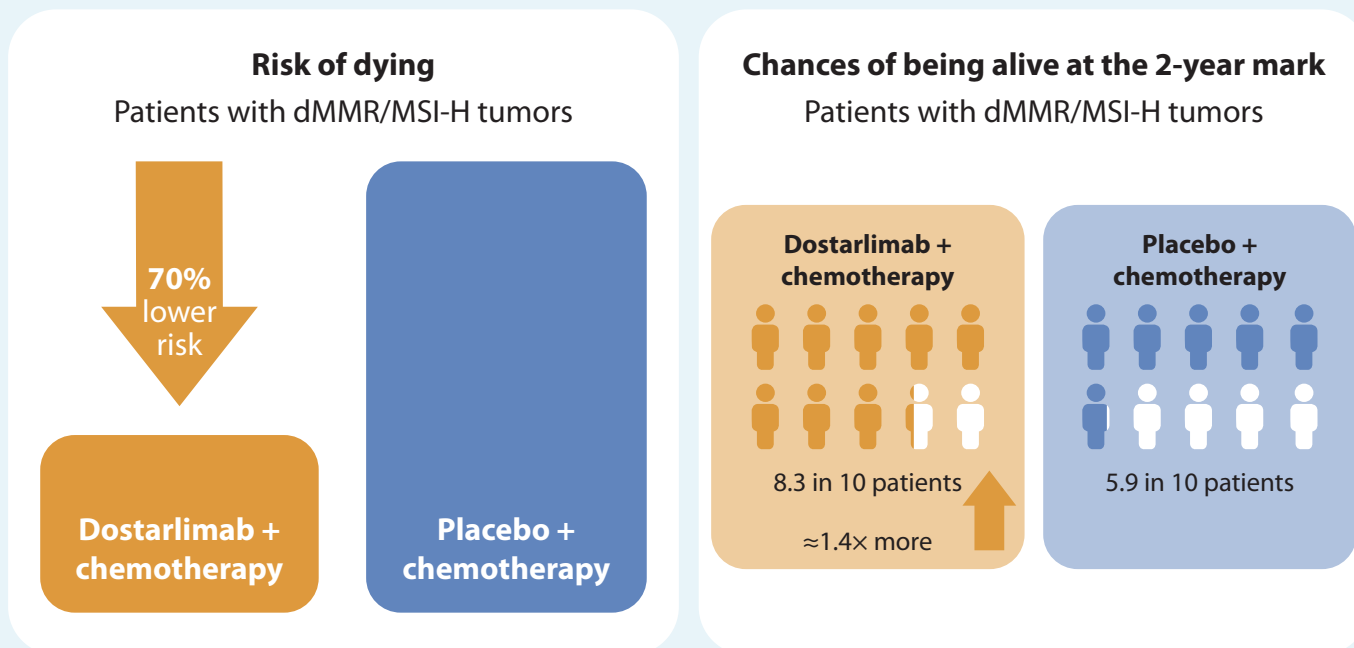 Risk of dying
Patients with dMMR/MSI-H tumors
70%
lower
risk
Dostarlimab +
chemotherapy
Placebo +
chemotherapy
Chances of being alive at the 2-year mark
Patients with dMMR/MSI-H tumors
Dostarlimab +
chemotherapy
8.3 in 10 patients
≈1.4× more
Placebo +
chemotherapy
5.9 in 10 patients